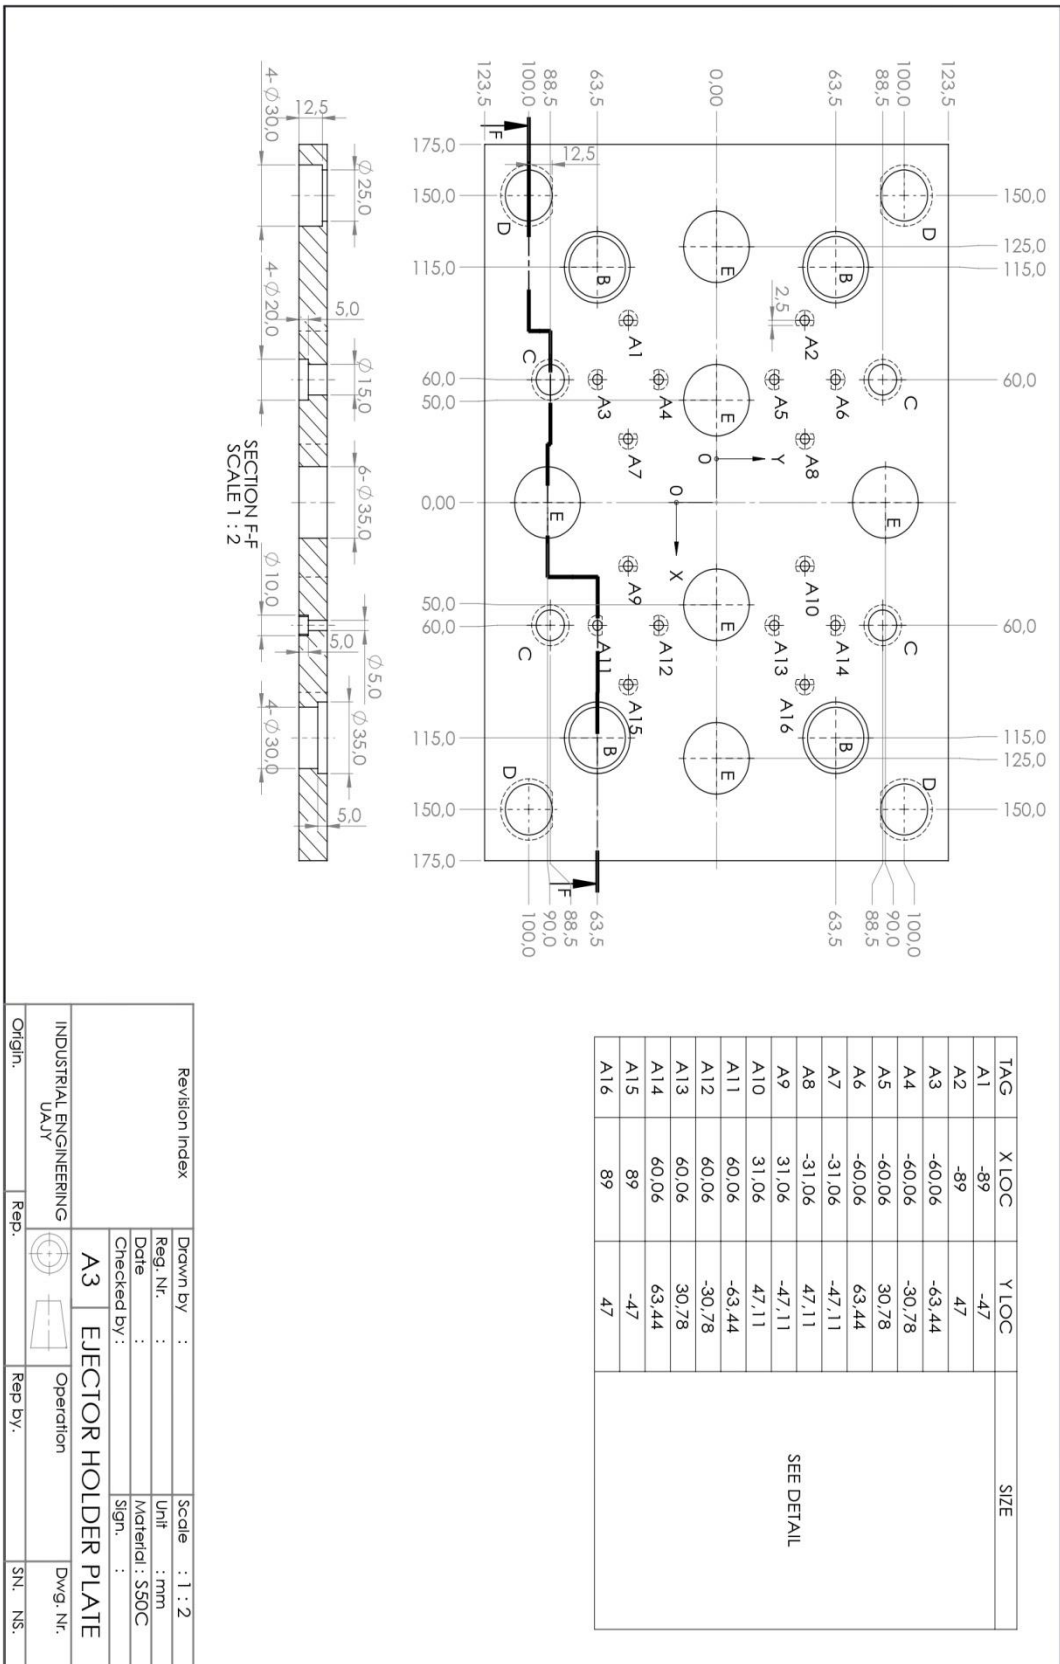 123,5
100,0
88,5
63,5
0,00
63,5
88,5
100,0
123,5
175,0
150,0
115,0
60,0
50,0
0,00
50,0
60,0
115,0
150,0
175,0
150,0
125,0
115,0
60,0
60,0
115,0
125,0
150,0
100,0
90,0
88,5
63,5
63,5
88,5
90,0
100,0
12,5
2,5
F
F
D
D
B
B
E
A1
A2
C
C
A3
A4
A5
A6
E
A7
A8
Y
0
0
X
E
E
A9
A10
E
C
C
A11
A12
A13
A14
A15
A16
B
B
E
D
D
4-Ø30,0
12,5
Ø25,0
4-Ø20,0
5,0
Ø15,0
6-Ø35,0
Ø10,0
5,0
Ø5,0
4-Ø30,0
Ø35,0
5,0
SECTION F-F
SCALE 1 : 2
TAG X LOC Y LOC SIZE
A1 -89 -47
A2 -89 47
A3 -60,06 -63,44
A4 -60,06 -30,78
A5 -60,06 30,78
A6 -60,06 63,44
A7 -31,06 -47,11
A8 -31,06 47,11
A9 31,06 -47,11
A10 31,06 47,11
A11 60,06 -63,44
A12 60,06 -30,78
A13 60,06 30,78
A14 60,06 63,44
A15 89 -47
A16 89 47
SEE DETAIL
Revision Index
Drawn by :
Scale : 1 : 2
Reg. Nr. :
Unit : mm
Date :
Material : S50C
Checked by :
Sign. :
A3 EJECTOR HOLDER PLATE
INDUSTRIAL ENGINEERING
UAJY
Operation
Dwg. Nr.
Origin.
Rep.
Rep by.
SN. NS.